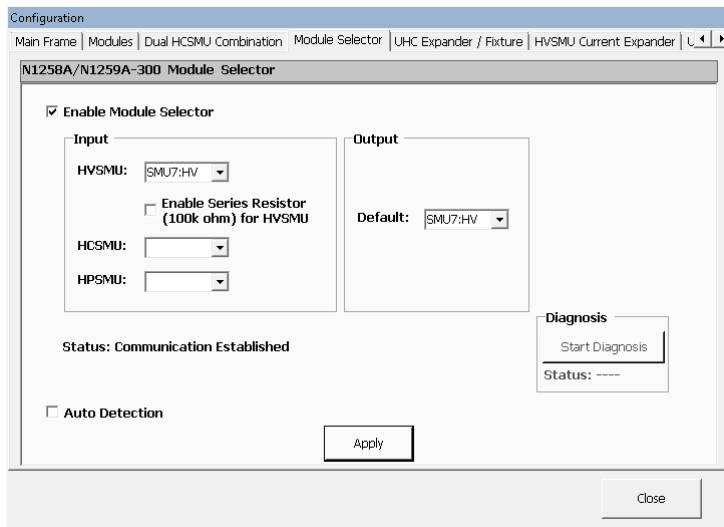 Configuration
Main Frame Modules Dual HCSMU Combination Module Selector UHC Expander / Fixture HVSMU Current Expander
N1258A/N1259A-300 Module Selector
Enable Module Selector
Input
Output
HVSMU: SMU7:HV
Enable Series Resistor
(100k ohm) for HVSMU
Default: SMU7:HV
HCSMU:
HPSMU:
Diagnosis
Status: Communication Established
Start Diagnosis
Status: ----
Auto Detection
Apply
Close